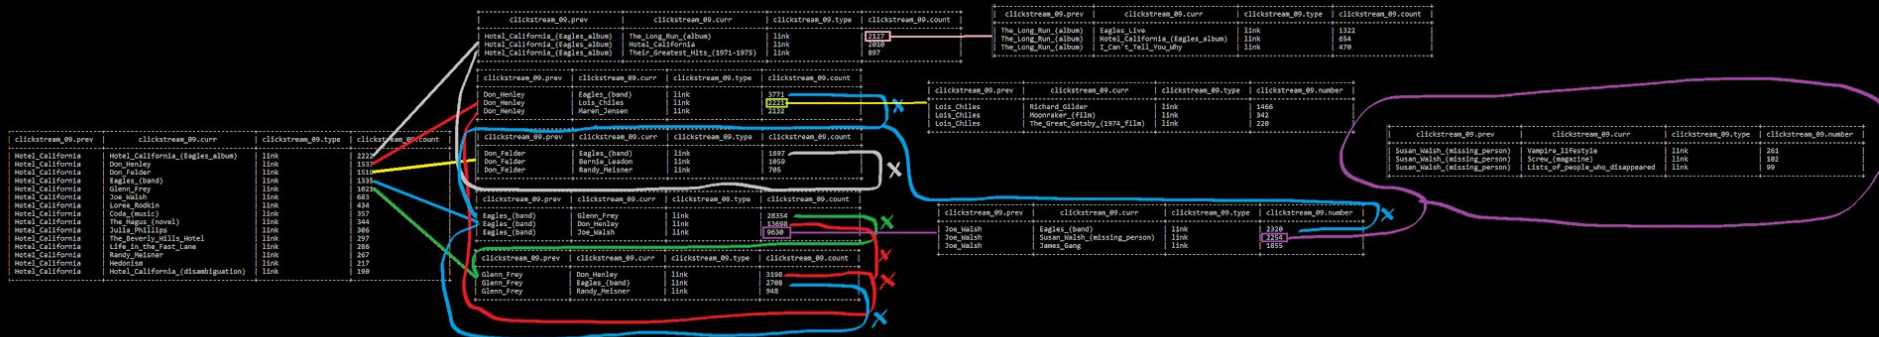 clickstream_09.prev | clickstream_09.curr | clickstream_09.type | clickstream_09.count
Hotel_California | Hotel_California_(Eagles_album) | link | 2222
Hotel_California | Don_Henley | link | 1537
Hotel_California | Don_Felder | link | 1519
Hotel_California | Eagles_(band) | link | 1335
Hotel_California | Glenn_Frey | link | 1021
Hotel_California | Joe_Walsh | link | 683
Hotel_California | Loree_Rodkin | link | 434
Hotel_California | Coda_(music) | link | 357
Hotel_California | The_Magus_(novel) | link | 344
Hotel_California | Julia_Phillips | link | 306
Hotel_California | The_Beverly_Hills_Hotel | link | 297
Hotel_California | Life_in_the_Fast_Lane | link | 286
Hotel_California | Randy_Meisner | link | 267
Hotel_California | Hedonism | link | 217
Hotel_California | Hotel_California_(disambiguation) | link | 190
clickstream_09.prev | clickstream_09.curr | clickstream_09.type | clickstream_09.count
Hotel_California_(Eagles_album) | The_Long_Run_(album) | link | 2127
Hotel_California_(Eagles_album) | Hotel_California | link | 2010
Hotel_California_(Eagles_album) | Their_Greatest_Hits_(1971-1975) | link | 897
clickstream_09.prev | clickstream_09.curr | clickstream_09.type | clickstream_09.count
The_Long_Run_(album) | Eagles_Live | link | 1322
The_Long_Run_(album) | Hotel_California_(Eagles_album) | link | 654
The_Long_Run_(album) | I_Can't_Tell_You_Why | link | 470
clickstream_09.prev | clickstream_09.curr | clickstream_09.type | clickstream_09.count
Don_Henley | Eagles_(band) | link | 3771
Don_Henley | Lois_Chiles | link | 2221
Don_Henley | Maren_Jensen | link | 2132
clickstream_09.prev | clickstream_09.curr | clickstream_09.type | clickstream_09.number
Lois_Chiles | Richard_Gilder | link | 1466
Lois_Chiles | Moonraker_(film) | link | 342
Lois_Chiles | The_Great_Gatsby_(1974_film) | link | 220
clickstream_09.prev | clickstream_09.curr | clickstream_09.type | clickstream_09.count
Don_Felder | Eagles_(band) | link | 1697
Don_Felder | Bernie_Leadon | link | 1059
Don_Felder | Randy_Meisner | link | 705
clickstream_09.prev | clickstream_09.curr | clickstream_09.type | clickstream_09.count
Eagles_(band) | Glenn_Frey | link | 28354
Eagles_(band) | Don_Henley | link | 13698
Eagles_(band) | Joe_Walsh | link | 9630
clickstream_09.prev | clickstream_09.curr | clickstream_09.type | clickstream_09.count
Glenn_Frey | Don_Henley | link | 3198
Glenn_Frey | Eagles_(band) | link | 2708
Glenn_Frey | Randy_Meisner | link | 948
clickstream_09.prev | clickstream_09.curr | clickstream_09.type | clickstream_09.number
Joe_Walsh | Eagles_(band) | link | 2320
Joe_Walsh | Susan_Walsh_(missing_person) | link | 2254
Joe_Walsh | James_Gang | link | 1855
clickstream_09.prev | clickstream_09.curr | clickstream_09.type | clickstream_09.number
Susan_Walsh_(missing_person) | Vampire_lifestyle | link | 261
Susan_Walsh_(missing_person) | Screw_(magazine) | link | 102
Susan_Walsh_(missing_person) | Lists_of_people_who_disappeared | link | 99